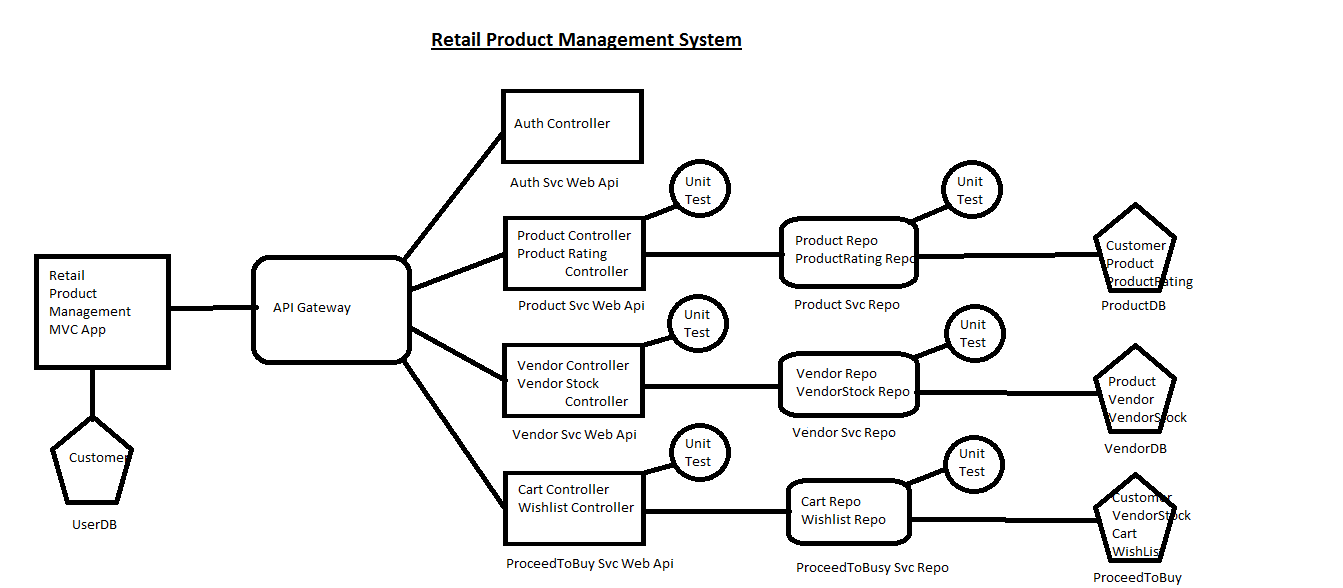 Retail Product Management System
Auth Controller
Auth Svc Web Api
Unit
Test
Unit
Test
Product Controller
Product Rating
Controller
Product Svc Web Api
Product Repo
ProductRating Repo
Product Svc Repo
Customer
Product
ProductRating
ProductDB
Retail
Product
Management
MVC App
API Gateway
Unit
Test
Unit
Test
Vendor Controller
Vendor Stock
Controller
Vendor Svc Web Api
Vendor Repo
VendorStock Repo
Vendor Svc Repo
Product
Vendor
VendorStock
VendorDB
Customer
UserDB
Unit
Test
Unit
Test
Cart Controller
Wishlist Controller
ProceedToBuy Svc Web Api
Cart Repo
Wishlist Repo
ProceedToBusy Svc Repo
Customer
VendorStock
Cart
WishList
ProceedToBuy